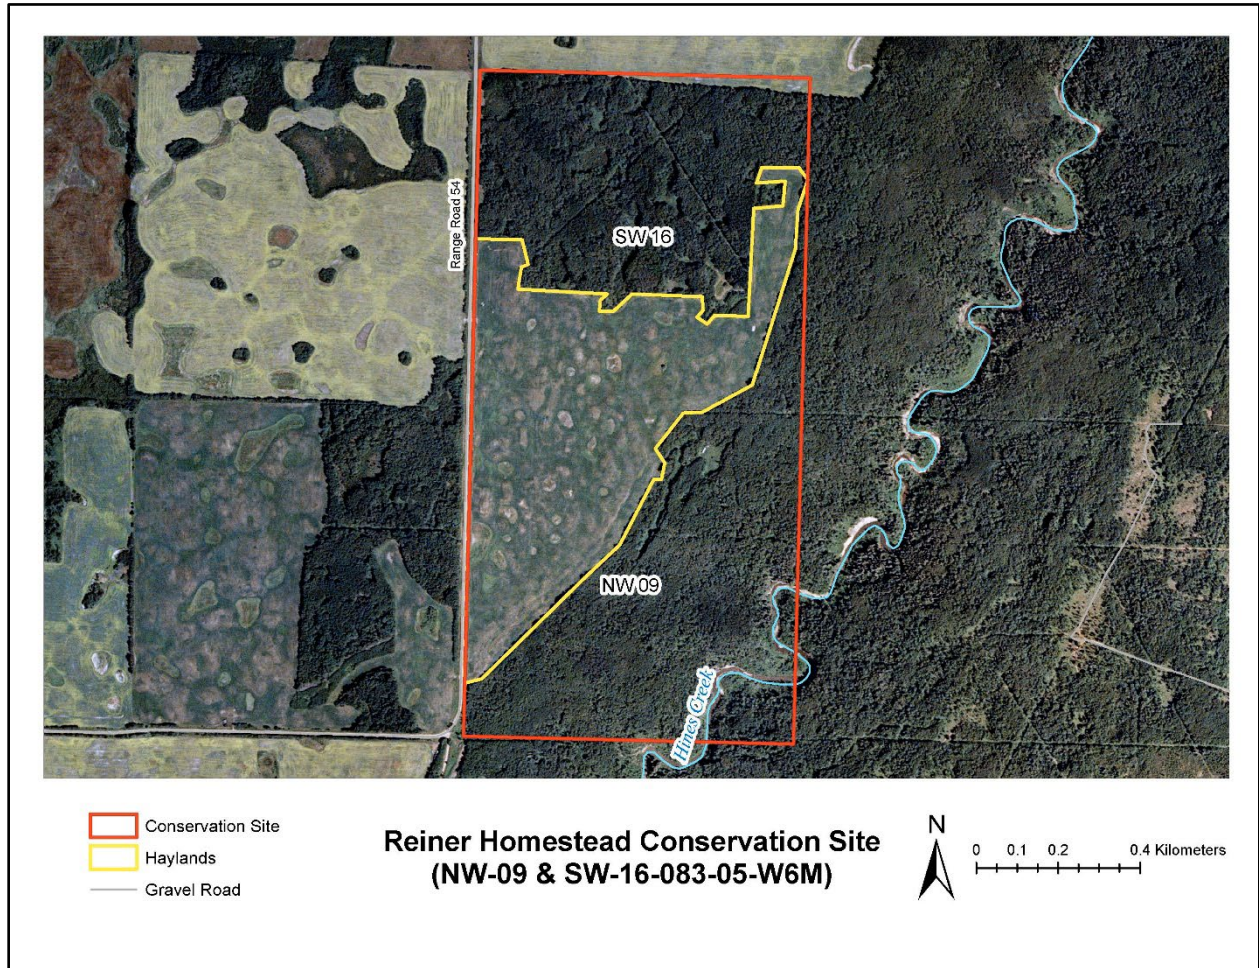 Range Road 54
SW 16
NW 09
Hines Creek
Conservation Site
Haylands
Gravel Road
Reiner Homestead Conservation Site
(NW-09 & SW-16-083-05-W6M)
N
0 0.1 0.2 0.4 Kilometers